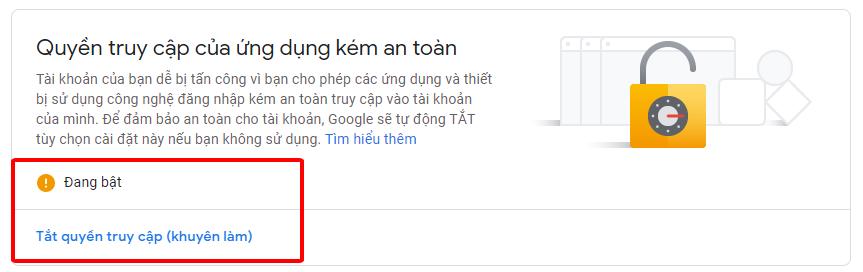 Quyền truy cập của ứng dụng kém an toàn
Tài khoản của bạn dễ bị tấn công vì bạn cho phép các ứng dụng và thiết
bị sử dụng công nghệ đăng nhập kém an toàn truy cập vào tài khoản
của mình. Để đảm bảo an toàn cho tài khoản, Google sẽ tự động TẮT
tùy chọn cài đặt này nếu bạn không sử dụng. Tìm hiểu thêm
Đang bật
Tắt quyền truy cập (khuyên làm)